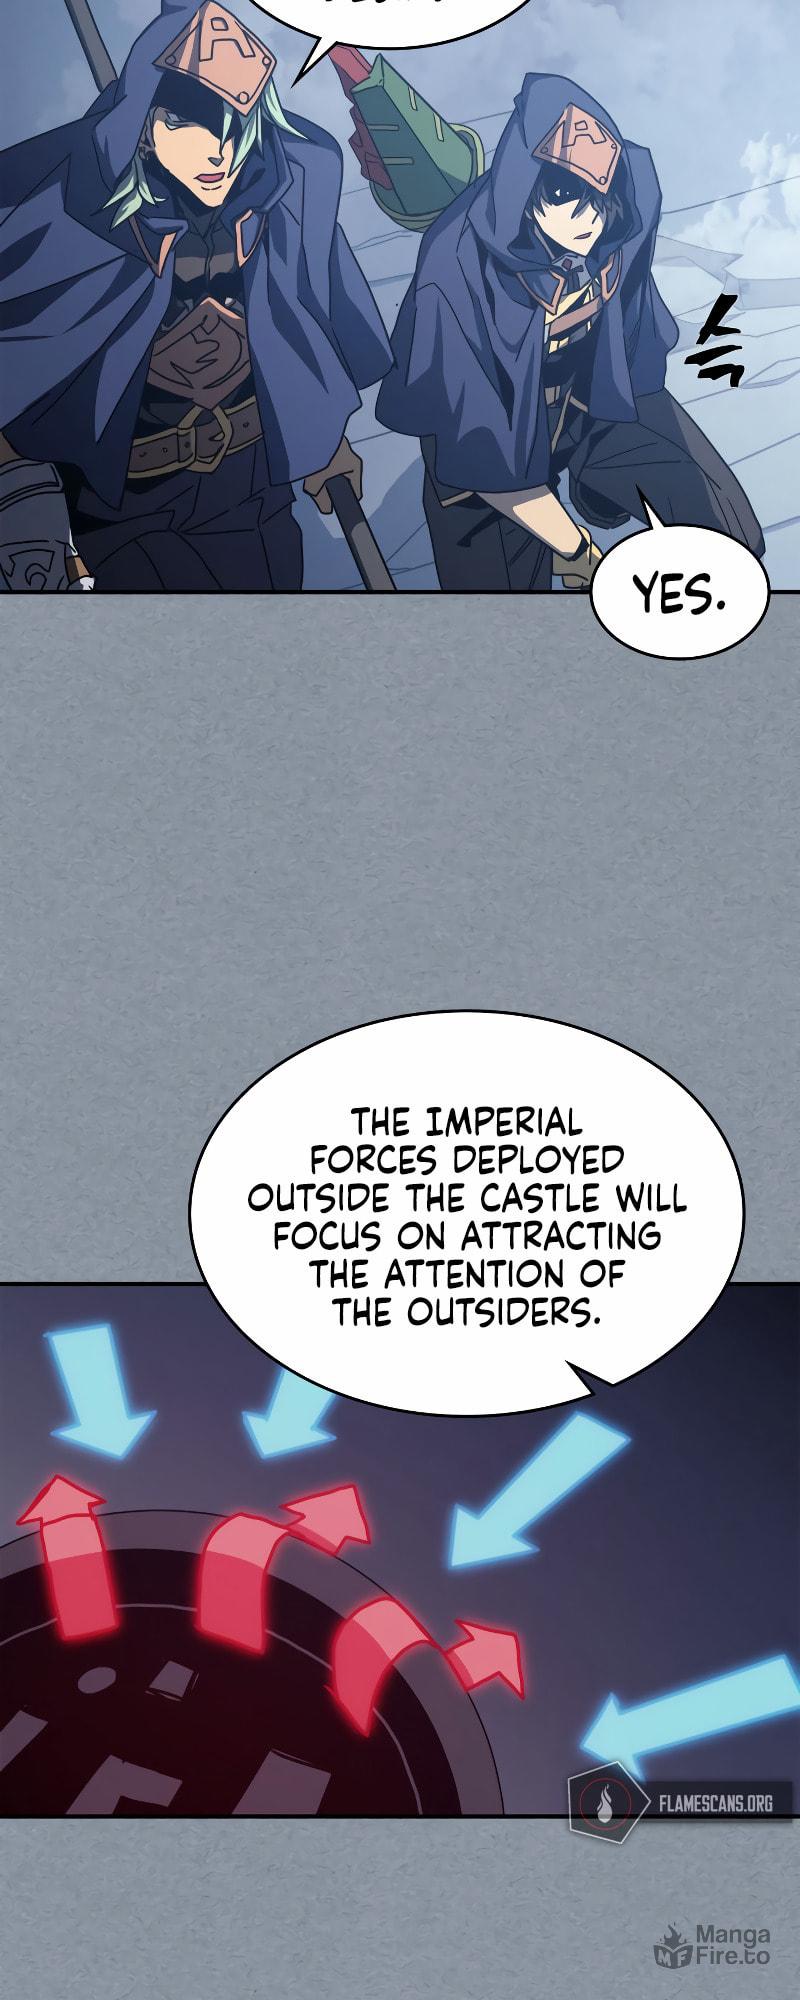 A
A
YES.
THE IMPERIAL
FORCES DEPLOYED
OUTSIDE THE CASTLE WILL
FOCUS ON ATTRACTING
THE ATTENTION OF
THE OUTSIDERS.
FLAMESCANS.ORG
MF Manga
Fire.to